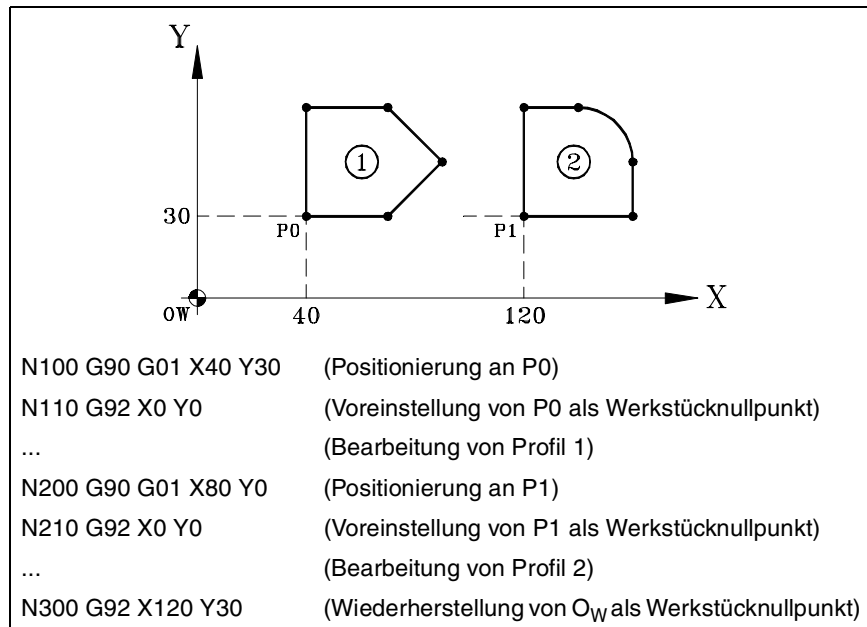 Y
1
2
30
P0
P1
OW
40
120
X
N100 G90 G01 X40 Y30 (Positionierung an P0)
N110 G92 X0 Y0 (Voreinstellung von P0 als Werkstücknullpunkt)
... (Bearbeitung von Profil 1)
N200 G90 G01 X80 Y0 (Positionierung an P1)
N210 G92 X0 Y0 (Voreinstellung von P1 als Werkstücknullpunkt)
... (Bearbeitung von Profil 2)
N300 G92 X120 Y30 (Wiederherstellung von OW als Werkstücknullpunkt)